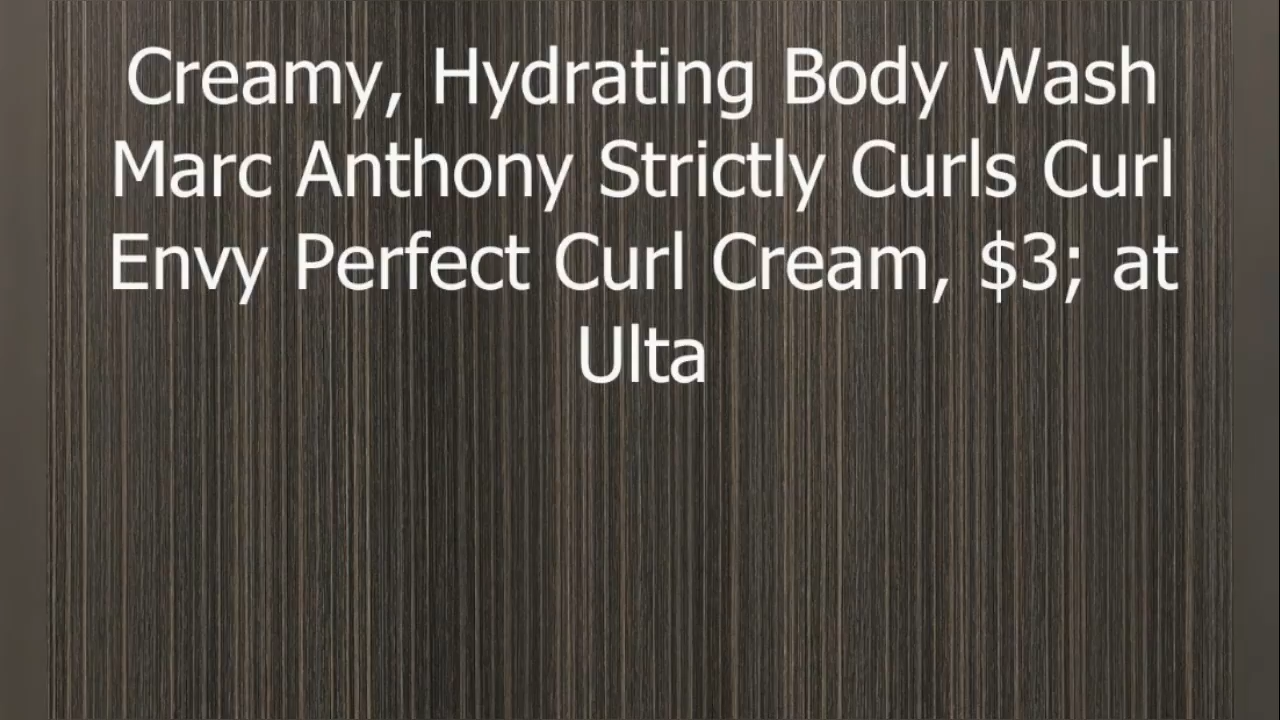 Creamy, Hydrating Body Wash
Marc Anthony Strictly Curls Curl
Envy Perfect Curl Cream, $3; at
Ulta